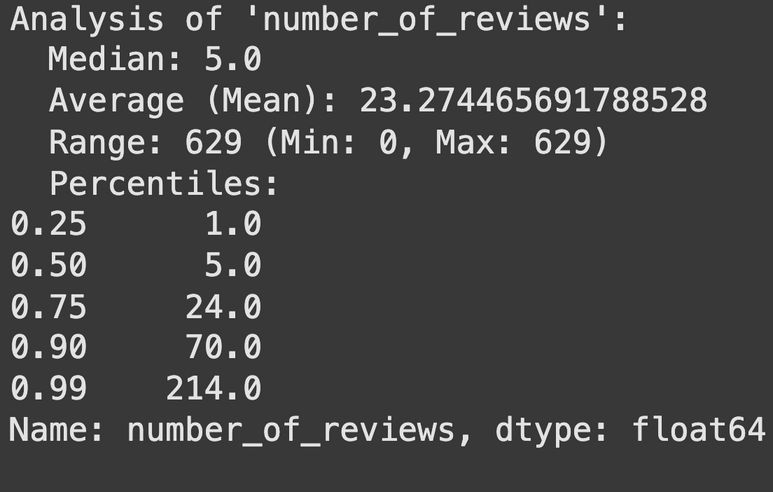 Analysis of 'number_of_reviews':
  Median: 5.0
  Average (Mean): 23.274465691788528
  Range: 629 (Min: 0, Max: 629)
  Percentiles:
0.25      1.0
0.50      5.0
0.75     24.0
0.90     70.0
0.99    214.0
Name: number_of_reviews, dtype: float64